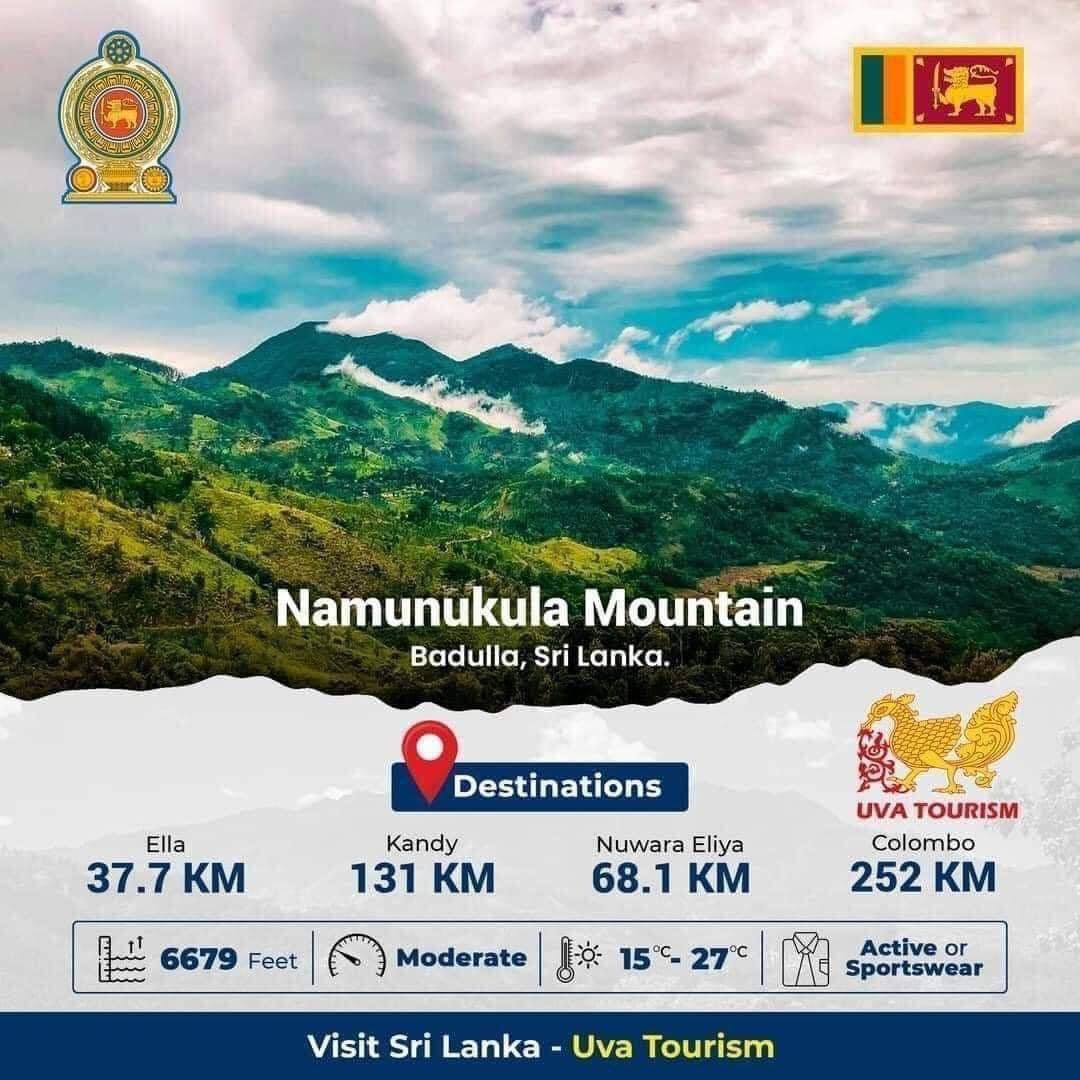 Namunukula Mountain
Badulla, Sri Lanka.
Destinations
UVA TOURISM
Ella
37.7 KM
Kandy
131 KM
Nuwara Eliya
68.1 KM
Colombo
252 KM
6679 Feet
Moderate
15°C- 27°C
Active or
Sportswear
Visit Sri Lanka - Uva Tourism